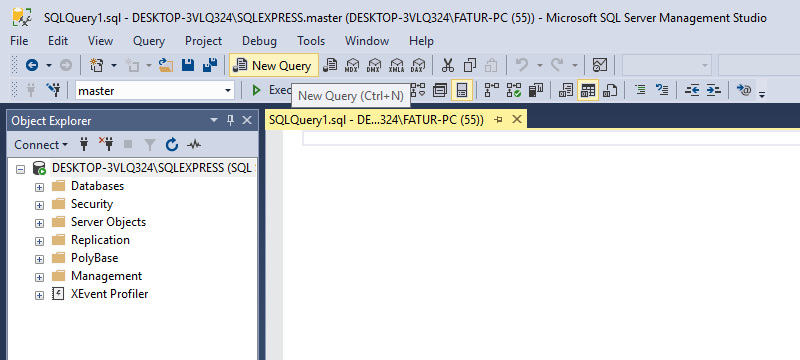 SQLQuery1.sql - DESKTOP-3VLQ324\SQLEXPRESS.master (DESKTOP-3VLQ324\FATUR-PC (55)) - Microsoft SQL Server Management Studio
File Edit View Query Project Debug Tools Window Help
New Query MDX DMX XMLA DAX
master Exec
New Query (Ctrl+N)
Object Explorer
SQLQuery1.sql - DE...324\FATUR-PC (55))
Connect
DESKTOP-3VLQ324\SQLEXPRESS (SQL
Databases
Security
Server Objects
Replication
PolyBase
Management
XEvent Profiler